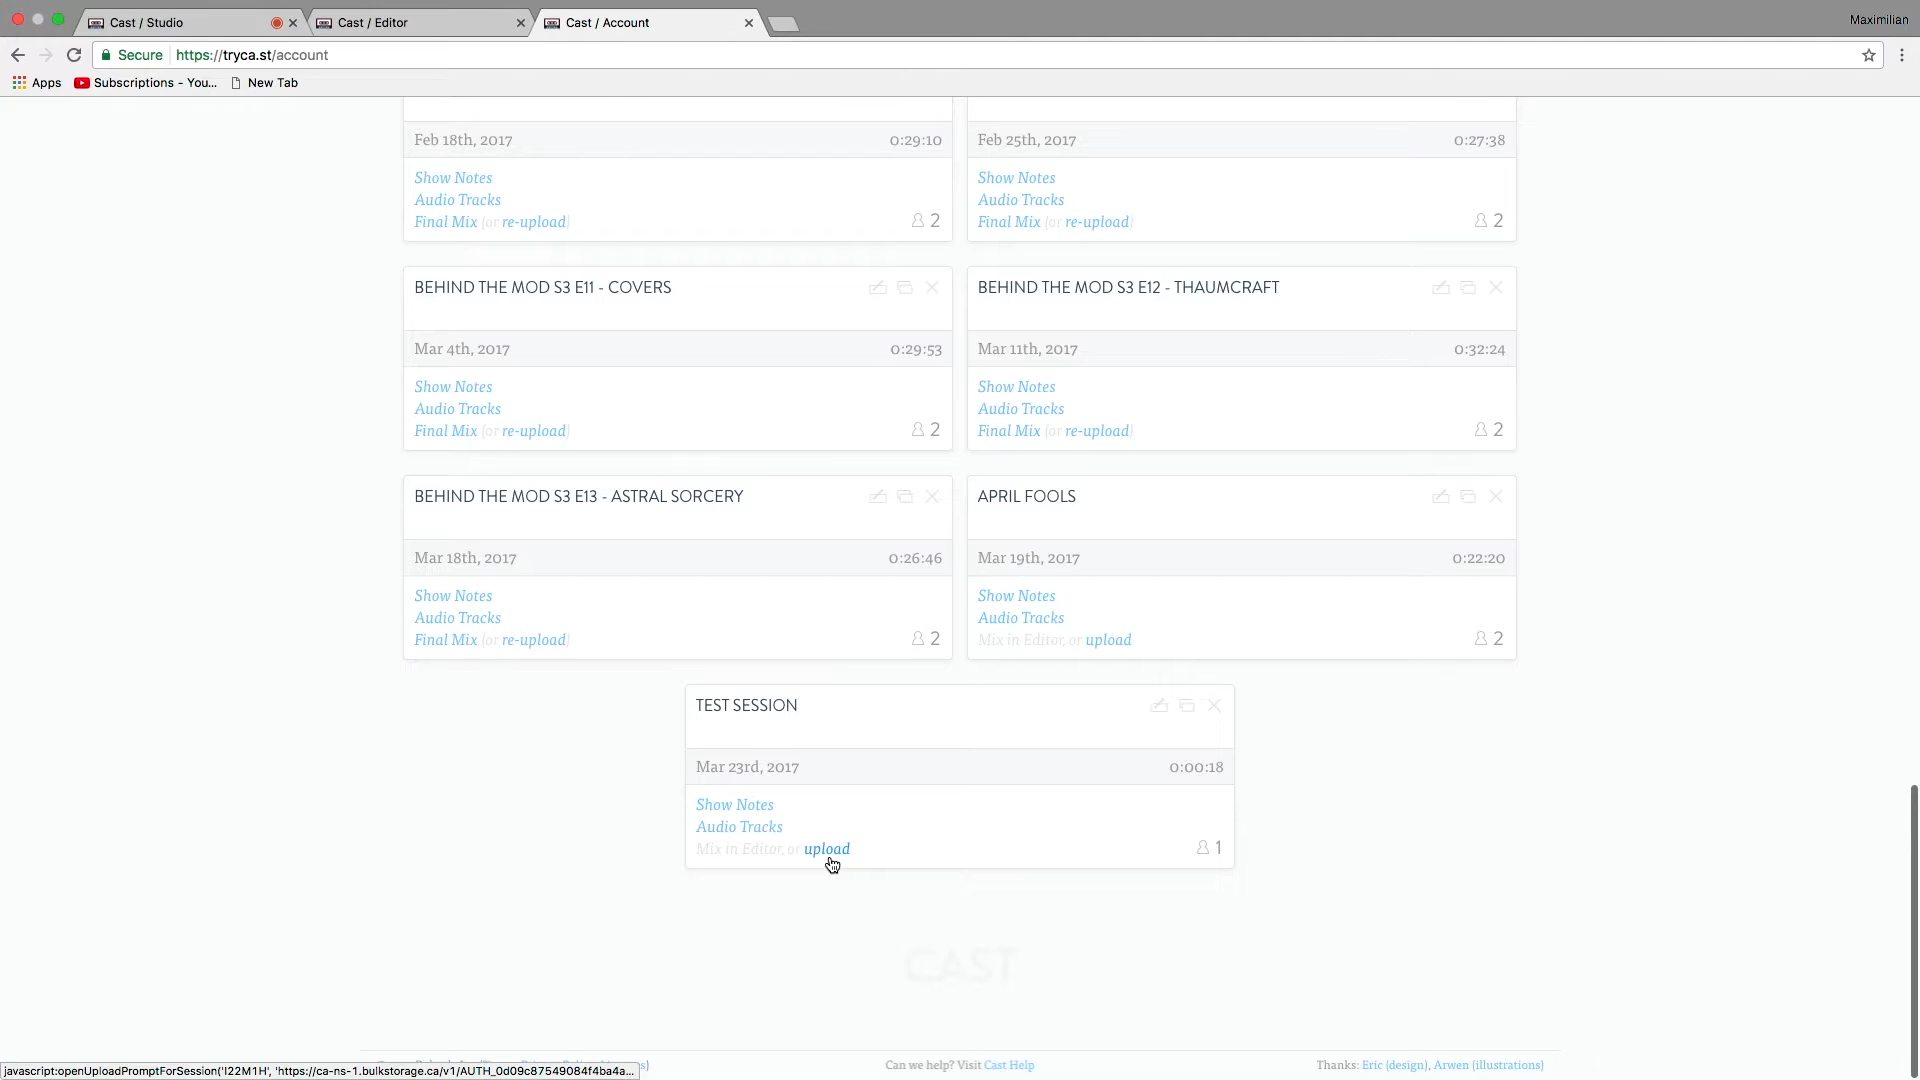 Cast / Studio
Cast / Editor
Cast / Account
Maximilian
Secure
https://tryca.st/account
Apps
Subscriptions - You...
New Tab
Feb 18th, 2017
0:29:10
Show Notes
Audio Tracks
Final Mix (or re-upload)
2
Feb 25th, 2017
0:27:38
Show Notes
Audio Tracks
Final Mix (or re-upload)
2
BEHIND THE MOD S3 E11 - COVERS
Mar 4th, 2017
0:29:53
Show Notes
Audio Tracks
Final Mix (or re-upload)
2
BEHIND THE MOD S3 E12 - THAUMCRAFT
Mar 11th, 2017
0:32:24
Show Notes
Audio Tracks
Final Mix (or re-upload)
2
BEHIND THE MOD S3 E13 - ASTRAL SORCERY
Mar 18th, 2017
0:26:46
Show Notes
Audio Tracks
Final Mix (or re-upload)
2
APRIL FOOLS
Mar 19th, 2017
0:22:20
Show Notes
Audio Tracks
Mix in Editor, or upload
2
TEST SESSION
Mar 23rd, 2017
0:00:18
Show Notes
Audio Tracks
Mix in Editor, or upload
1
CAST
Can we help? Visit Cast Help
Thanks: Eric (design), Arwen (illustrations)
javascript:openUploadPromptForSession('I22M1H', 'https://ca-ns-1.bulkstorage.ca/v1/AUTH_0d09c87549084f4ba4a...